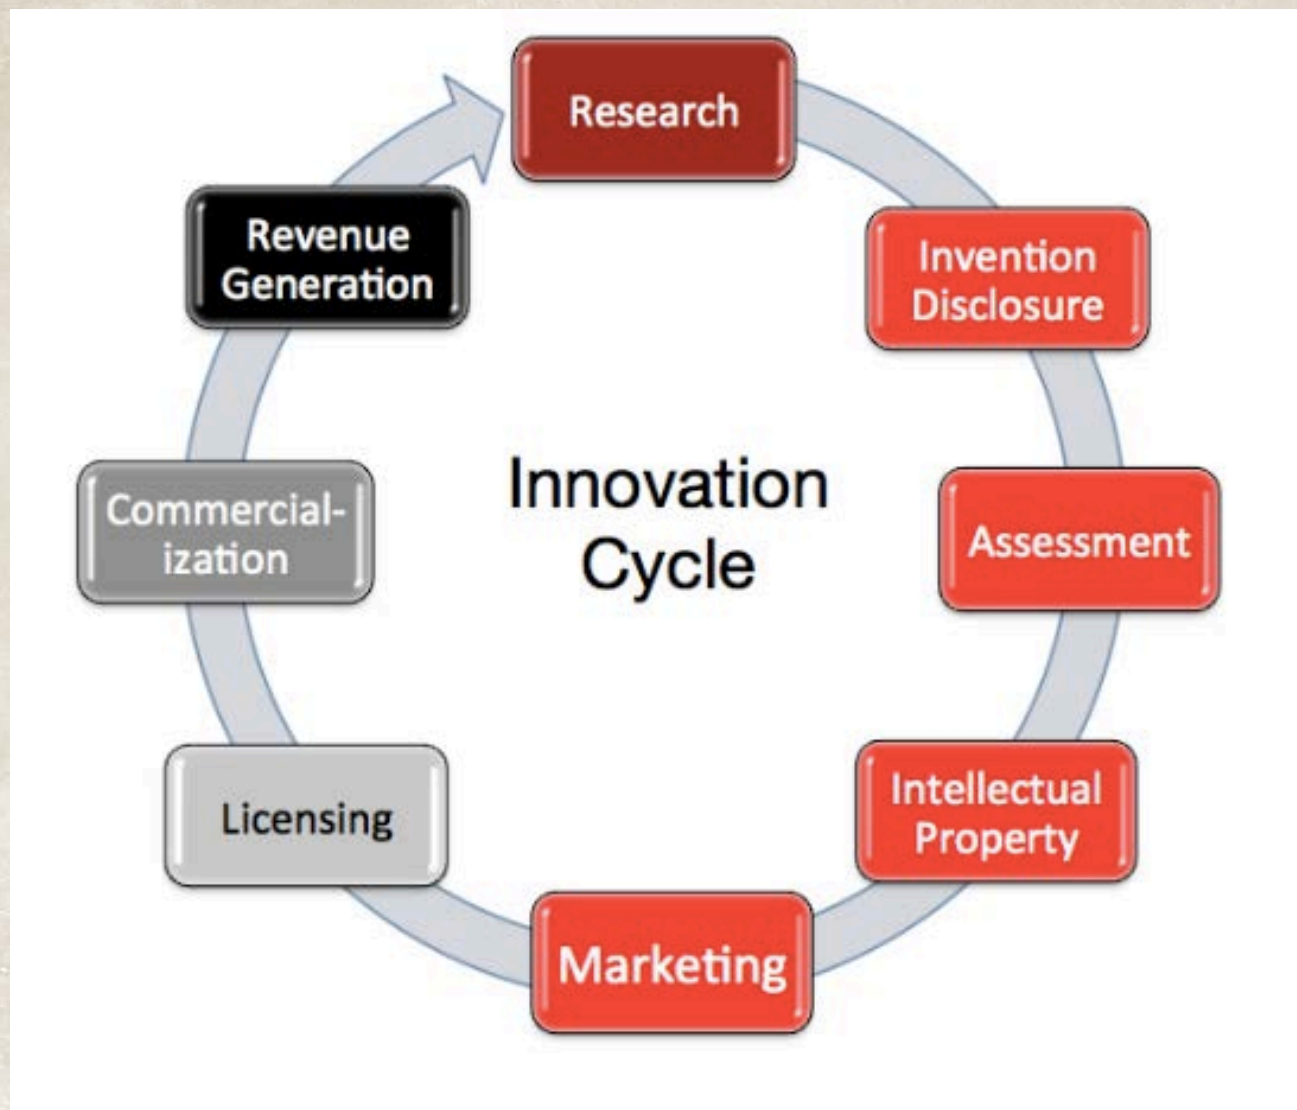 Research
Invention
Disclosure
Assessment
Intellectual
Property
Marketing
Licensing
Commercial-
ization
Revenue
Generation
Innovation
Cycle